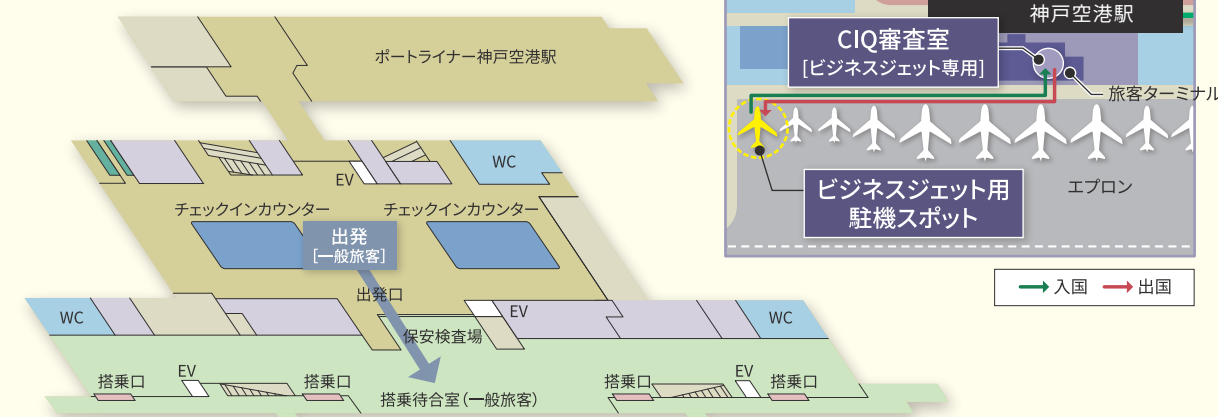 ポートライナー神戸空港駅
EV
WC
チェックインカウンター
チェックインカウンター
出発
[一般旅客]
出発口
WC
EV
WC
保安検査場
搭乗口
EV
搭乗口
搭乗口
EV
搭乗口
搭乗待合室(一般旅客)
神戸空港駅
CIQ審査室
[ビジネスジェット専用]
旅客ターミナル
エプロン
ビジネスジェット用
駐機スポット
入国
出国